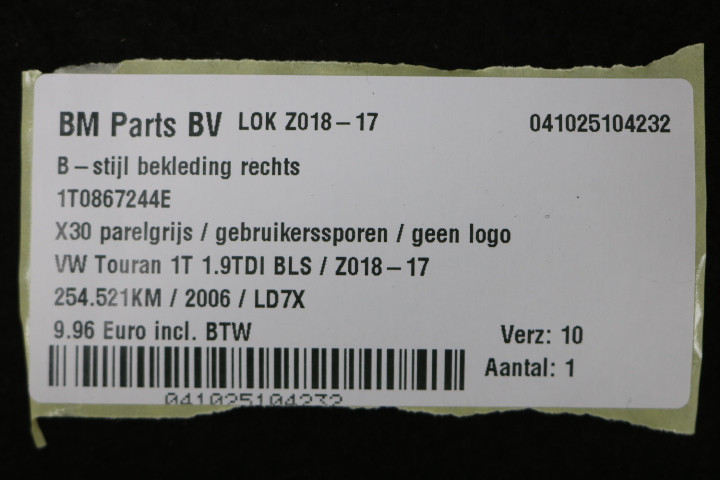 BM Parts BV LOK Z018-17 041025104232
B-stijl bekleding rechts
1T0867244E
X30 parelgrijs / gebruikerssporen / geen logo
VW Touran 1T 1.9TDI BLS / Z018-17
254.521KM / 2006 / LD7X
9.96 Euro incl. BTW Verz: 10
Aantal: 1
041025104232